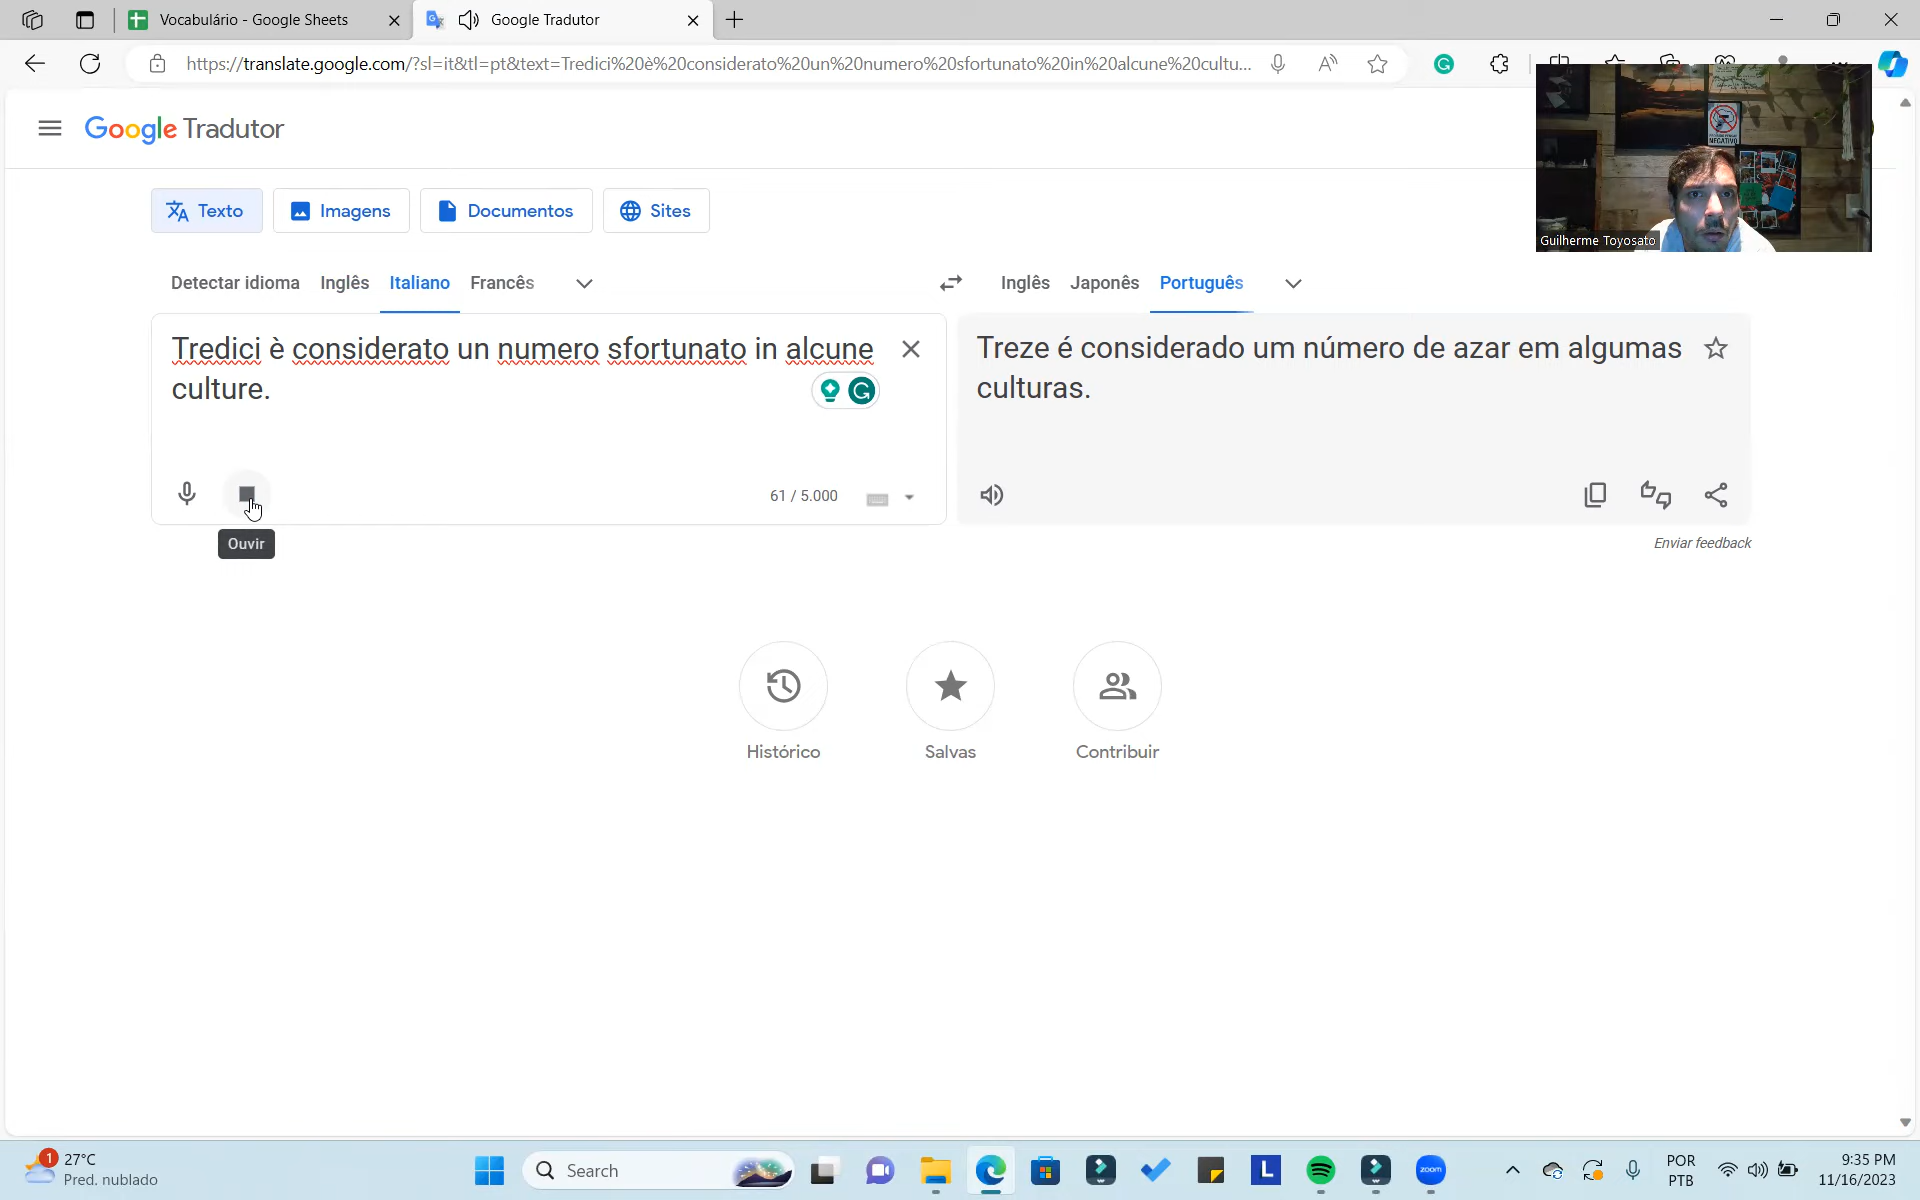 Vocabulário - Google Sheets
Google Tradutor
https://translate.google.com/?sl=it&tl=pt&text=Tredici%20è%20considerato%20un%20numero%20sfortunato%20in%20alcune%20cultu...
Google Tradutor
NEGATIVO
Guilherme Toyosato
Texto
Imagens
Documentos
Sites
Detectar idioma Inglês Italiano Francês
Inglês Japonês Português
Tredici è considerato un numero sfortunato in alcune
culture.
Treze é considerado um número de azar em algumas
culturas.
61 / 5.000
Ouvir
Enviar feedback
Histórico
Salvas
Contribuir
1
27°C
Pred. nublado
Search
L
zoom
POR
PTB
9:35 PM
11/16/2023